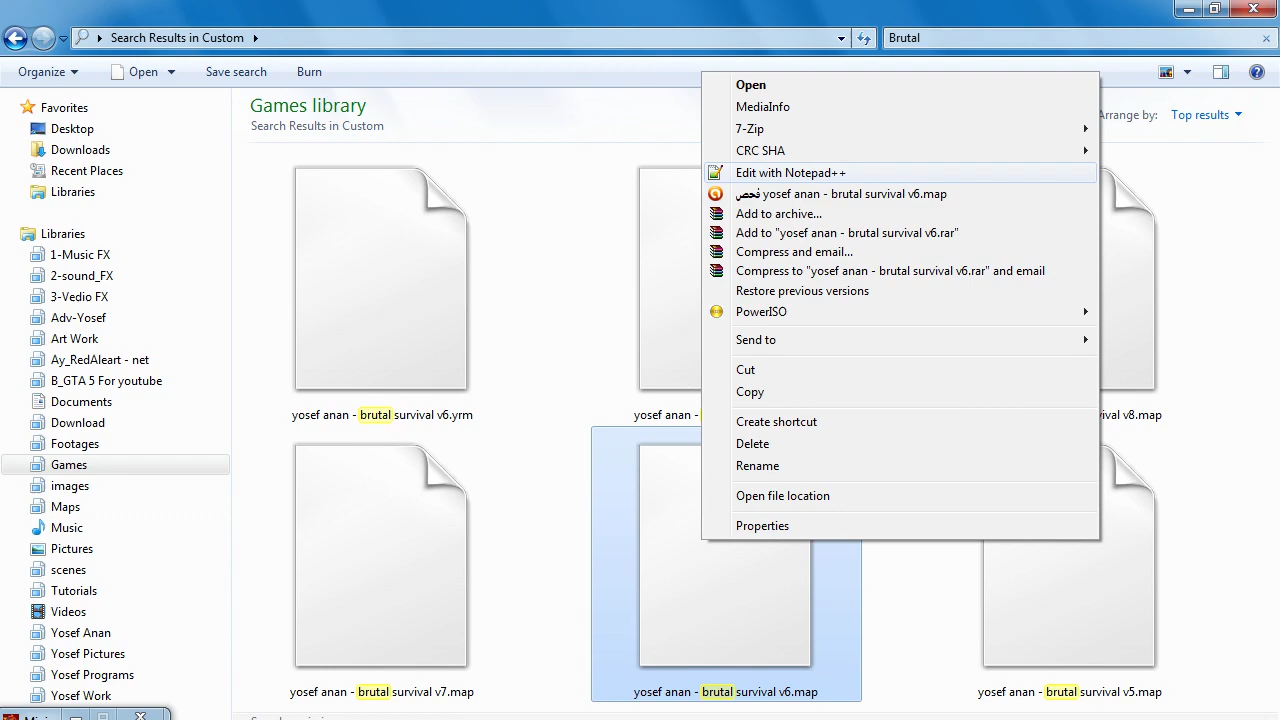 Search Results in Custom
Brutal
Organize
Open
Save search
Burn
Favorites
Desktop
Downloads
Recent Places
Libraries
Libraries
1-Music FX
2-sound_FX
3-Vedio FX
Adv-Yosef
Art Work
Ay_RedAleart - net
B_GTA 5 For youtube
Documents
Download
Footages
Games
images
Maps
Music
Pictures
scenes
Tutorials
Videos
Yosef Anan
Yosef Pictures
Yosef Programs
Yosef Work
Games library
Search Results in Custom
Arrange by:
Top results
yosef anan - brutal survival v6.yrm
yosef anan -
ival v8.map
yosef anan - brutal survival v7.map
yosef anan - brutal survival v6.map
yosef anan - brutal survival v5.map
Open
MediaInfo
7-Zip
CRC SHA
Edit with Notepad++
فحص yosef anan - brutal survival v6.map
Add to archive...
Add to "yosef anan - brutal survival v6.rar"
Compress and email...
Compress to "yosef anan - brutal survival v6.rar" and email
Restore previous versions
PowerISO
Send to
Cut
Copy
Create shortcut
Delete
Rename
Open file location
Properties